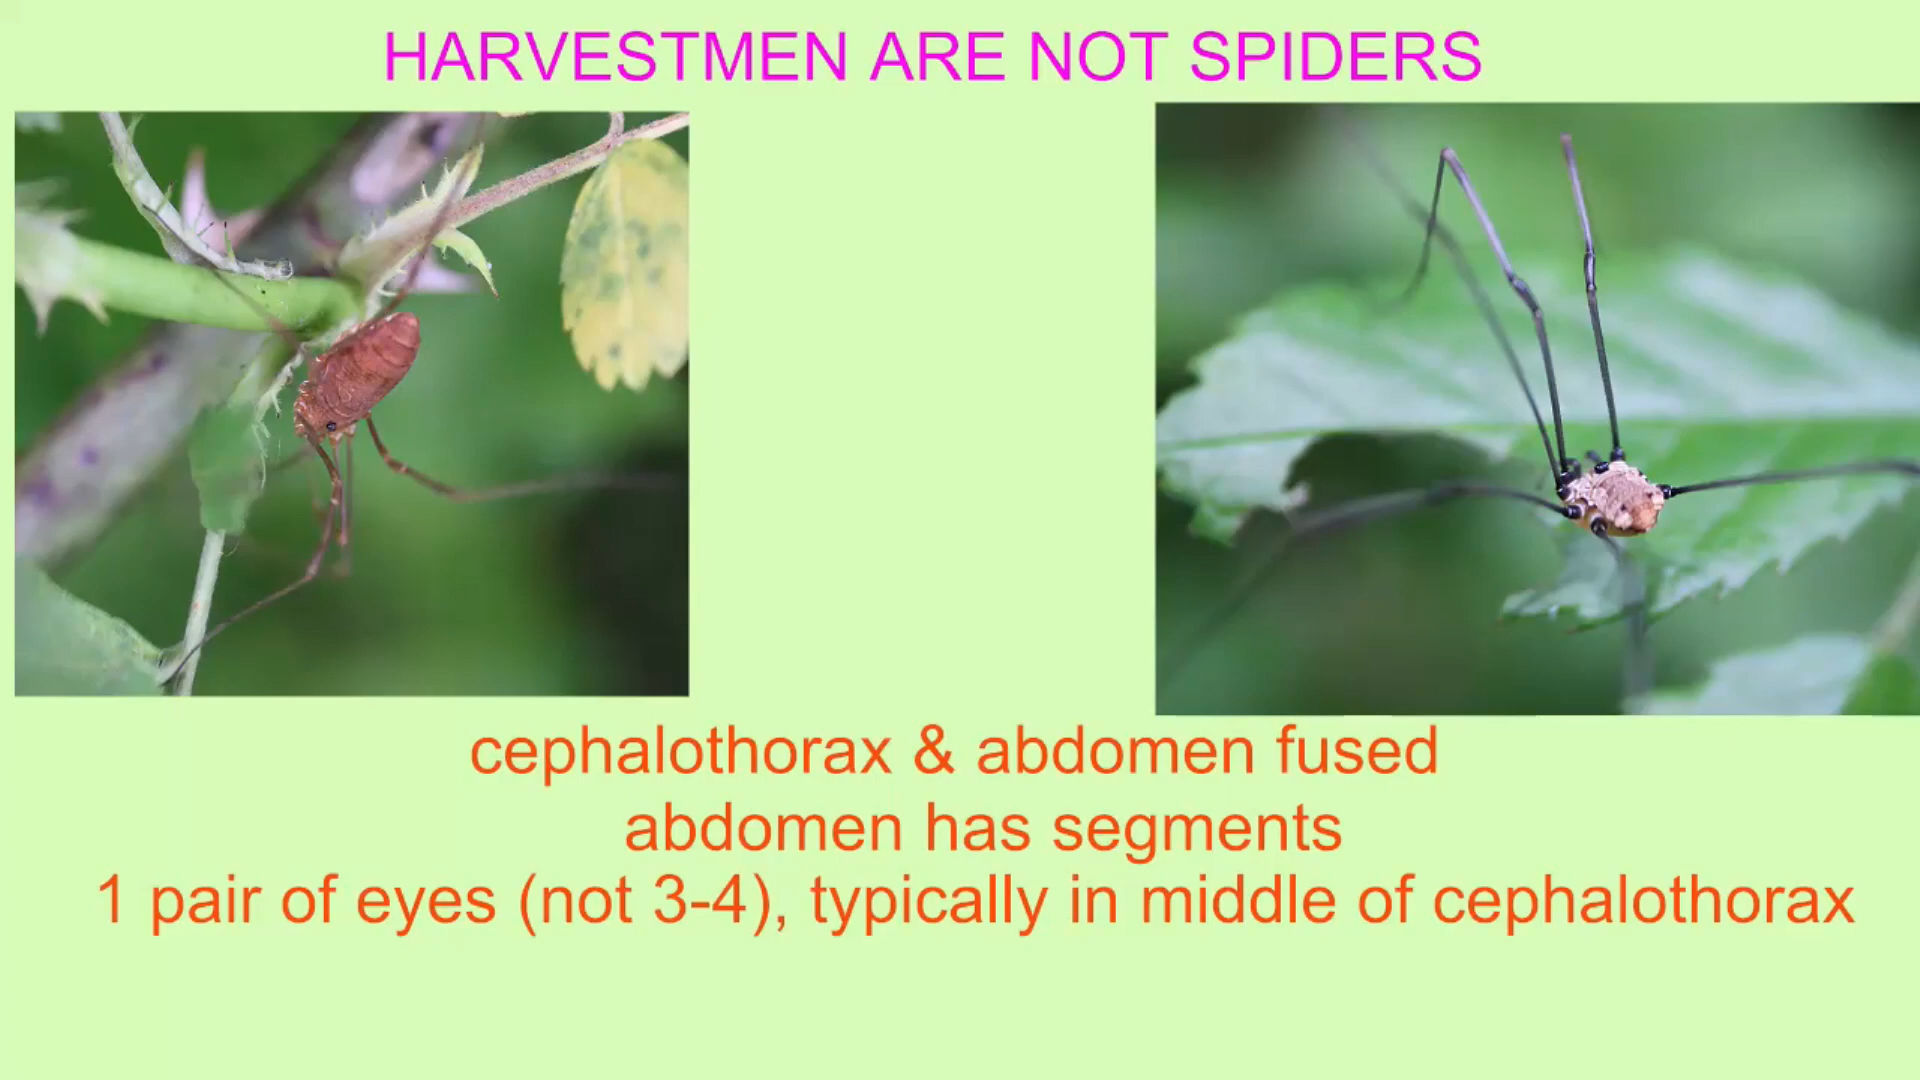 HARVESTMEN ARE NOT SPIDERS
cephalothorax & abdomen fused
abdomen has segments
1 pair of eyes (not 3-4), typically in middle of cephalothorax